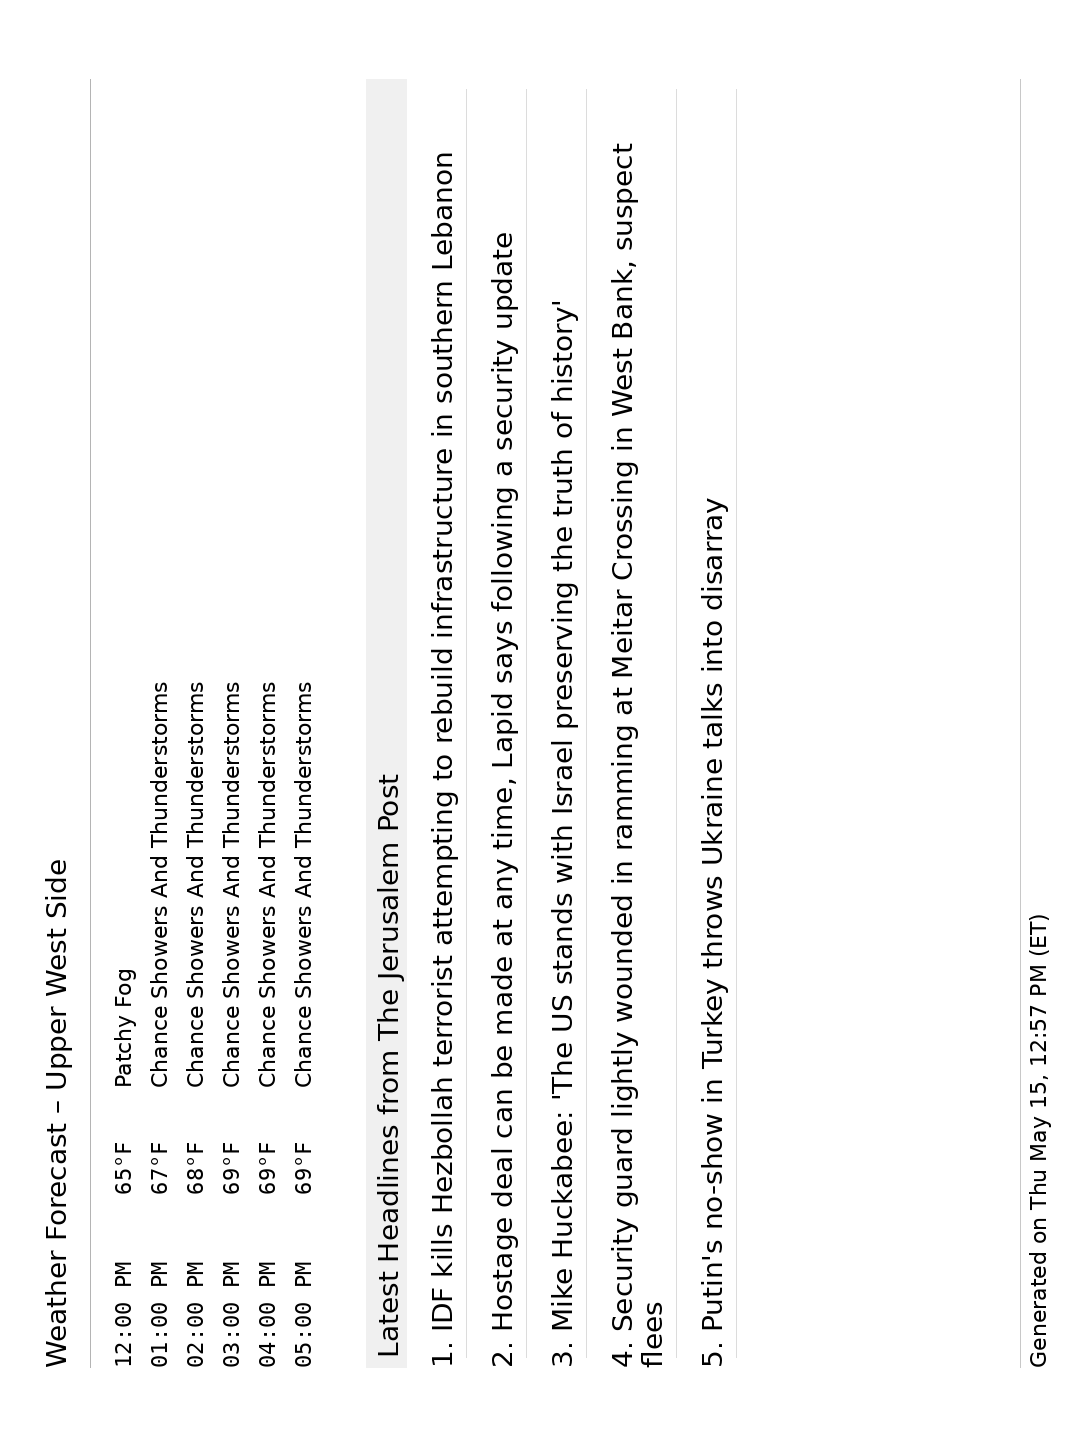 Weather Forecast – Upper West Side
12:00 PM 65°F Patchy Fog
01:00 PM 67°F Chance Showers And Thunderstorms
02:00 PM 68°F Chance Showers And Thunderstorms
03:00 PM 69°F Chance Showers And Thunderstorms
04:00 PM 69°F Chance Showers And Thunderstorms
05:00 PM 69°F Chance Showers And Thunderstorms
Latest Headlines from The Jerusalem Post
1. IDF kills Hezbollah terrorist attempting to rebuild infrastructure in southern Lebanon
2. Hostage deal can be made at any time, Lapid says following a security update
3. Mike Huckabee: 'The US stands with Israel preserving the truth of history'
4. Security guard lightly wounded in ramming at Meitar Crossing in West Bank, suspect
flees
5. Putin's no-show in Turkey throws Ukraine talks into disarray
Generated on Thu May 15, 12:57 PM (ET)